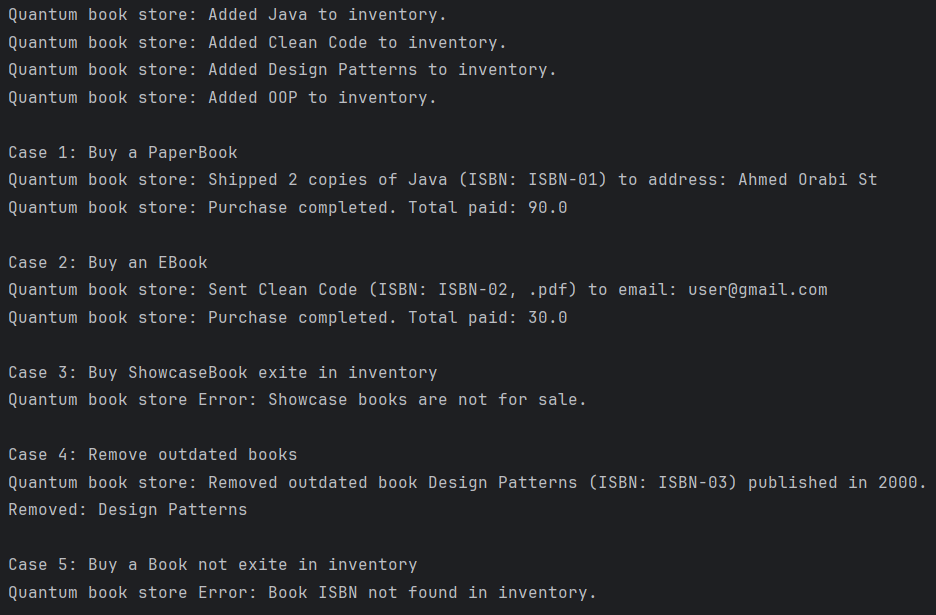 Quantum book store: Added Java to inventory.
Quantum book store: Added Clean Code to inventory.
Quantum book store: Added Design Patterns to inventory.
Quantum book store: Added OOP to inventory.
Case 1: Buy a PaperBook
Quantum book store: Shipped 2 copies of Java (ISBN: ISBN-01) to address: Ahmed Orabi St
Quantum book store: Purchase completed. Total paid: 90.0
Case 2: Buy an EBook
Quantum book store: Sent Clean Code (ISBN: ISBN-02, .pdf) to email: user@gmail.com
Quantum book store: Purchase completed. Total paid: 30.0
Case 3: Buy ShowcaseBook exite in inventory
Quantum book store Error: Showcase books are not for sale.
Case 4: Remove outdated books
Quantum book store: Removed outdated book Design Patterns (ISBN: ISBN-03) published in 2000.
Removed: Design Patterns
Case 5: Buy a Book not exite in inventory
Quantum book store Error: Book ISBN not found in inventory.